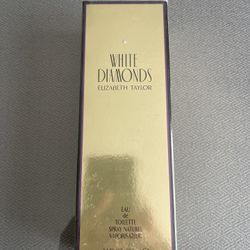 WHITE
DIAMONDS
ELIZABETH TAYLOR
EAU
de
TOILETTE
SPRAY NATUREL
VAPORISATEUR